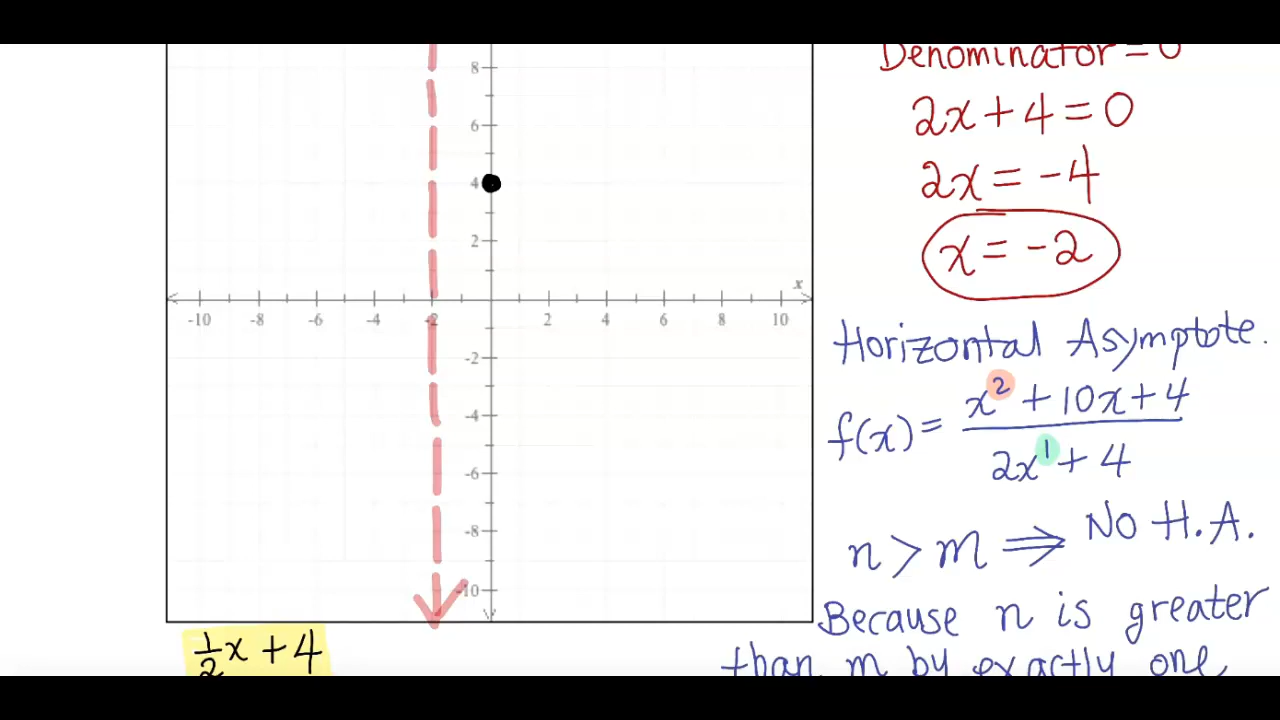 8
6
4
2
x
-10 -8 -6 -4 -2 2 4 6 8 10
-2
-4
-6
-8
-10
1/2 x + 4
Denominator = 0
2x + 4 = 0
2x = -4
x = -2
Horizontal Asymptote.
f(x) = (x² + 10x + 4) / (2x¹ + 4)
n > m ⇒ No H.A.
Because n is greater
than m by exactly one